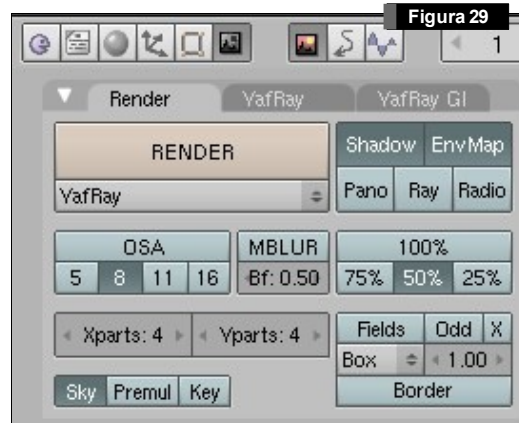 Figura 29
1
Render YafRay YafRay GI
RENDER
Shadow EnvMap
YafRay
Pano Ray Radio
OSA MBLUR 100%
5 8 11 16 Bf: 0.50 75% 50% 25%
Xparts: 4 Yparts: 4 Fields Odd X
Box 1.00
Sky Premul Key Border